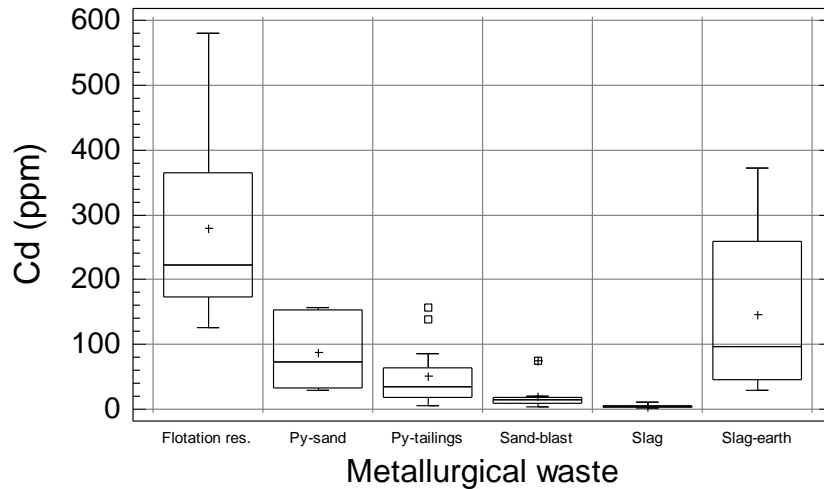 600
500
400
300
200
100
0
Cd (ppm)
Flotation res. Py-sand Py-tailings Sand-blast Slag Slag-earth
Metallurgical waste